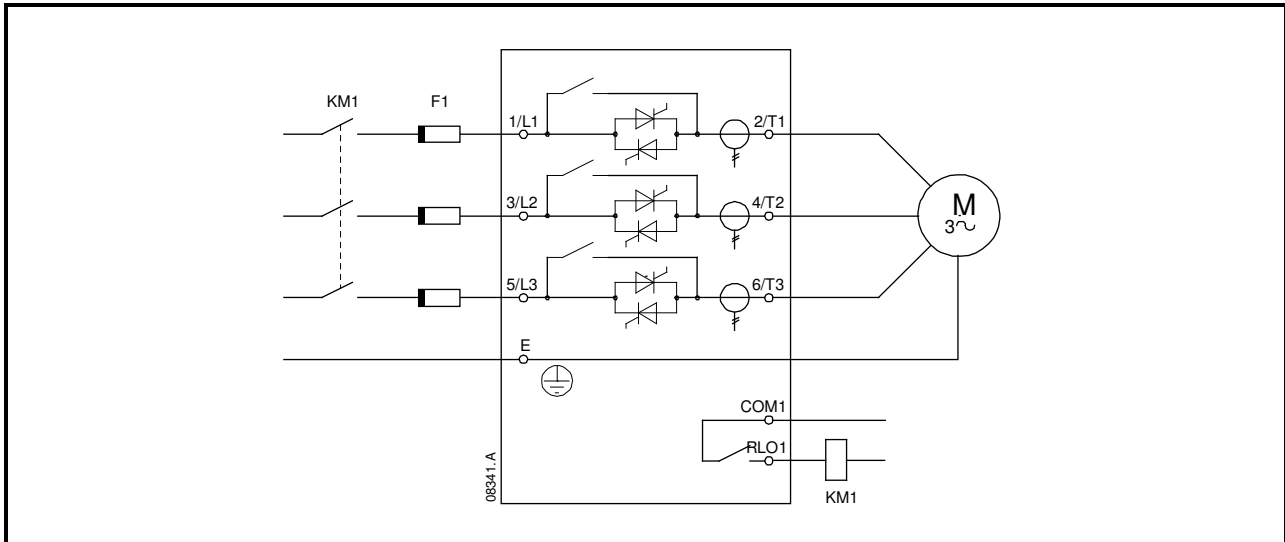 KM1
F1
1/L1
2/T1
3/L2
4/T2
M
3~
5/L3
6/T3
E
COM1
RLO1
KM1
08341.A